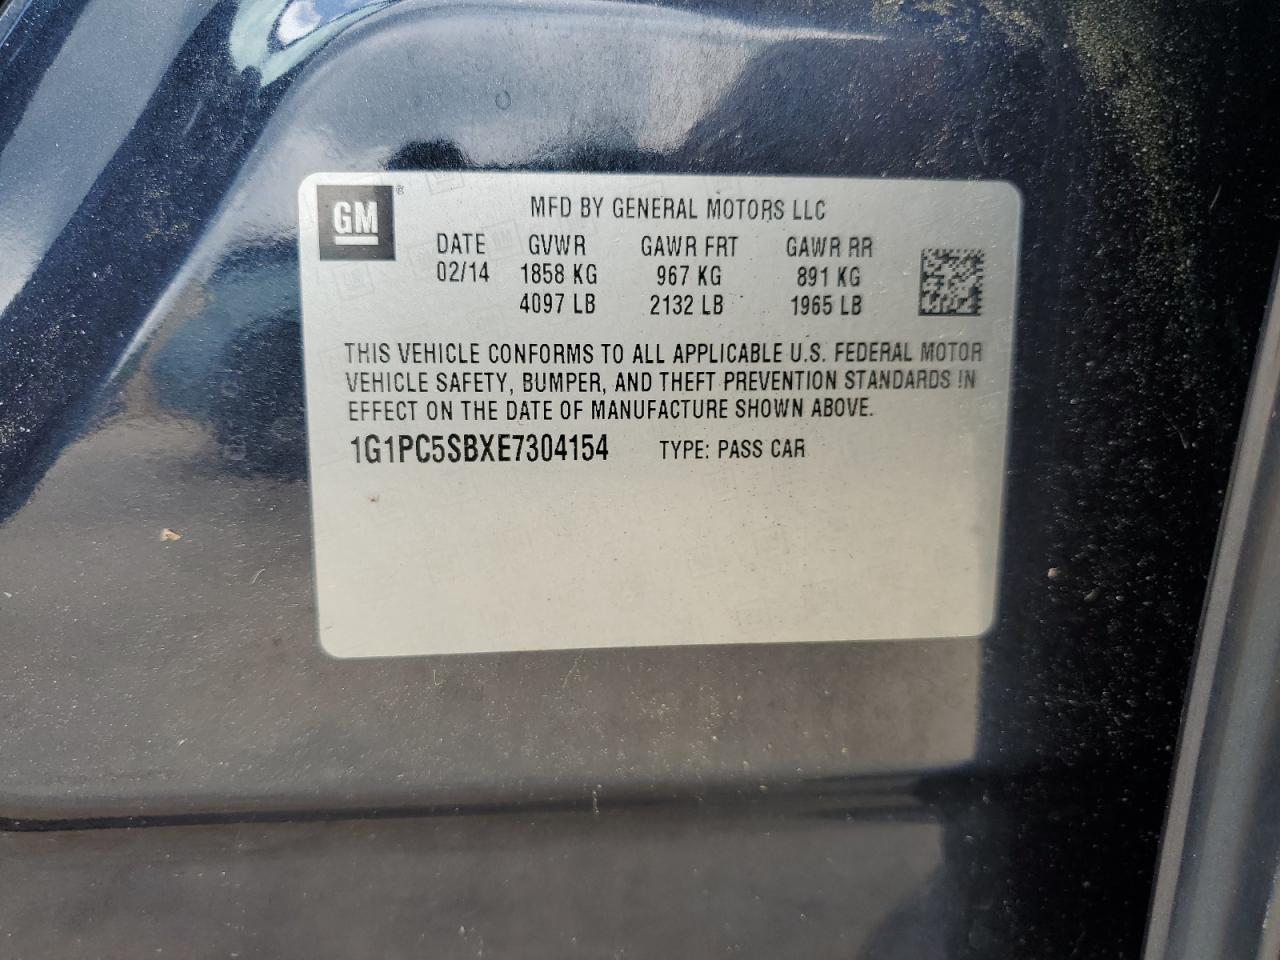 GM ®
MFD BY GENERAL MOTORS LLC
DATE GVWR GAWR FRT GAWR RR
02/14 1858 KG 967 KG 891 KG
4097 LB 2132 LB 1965 LB
THIS VEHICLE CONFORMS TO ALL APPLICABLE U.S. FEDERAL MOTOR
VEHICLE SAFETY, BUMPER, AND THEFT PREVENTION STANDARDS IN
EFFECT ON THE DATE OF MANUFACTURE SHOWN ABOVE.
1G1PC5SBXE7304154 TYPE: PASS CAR